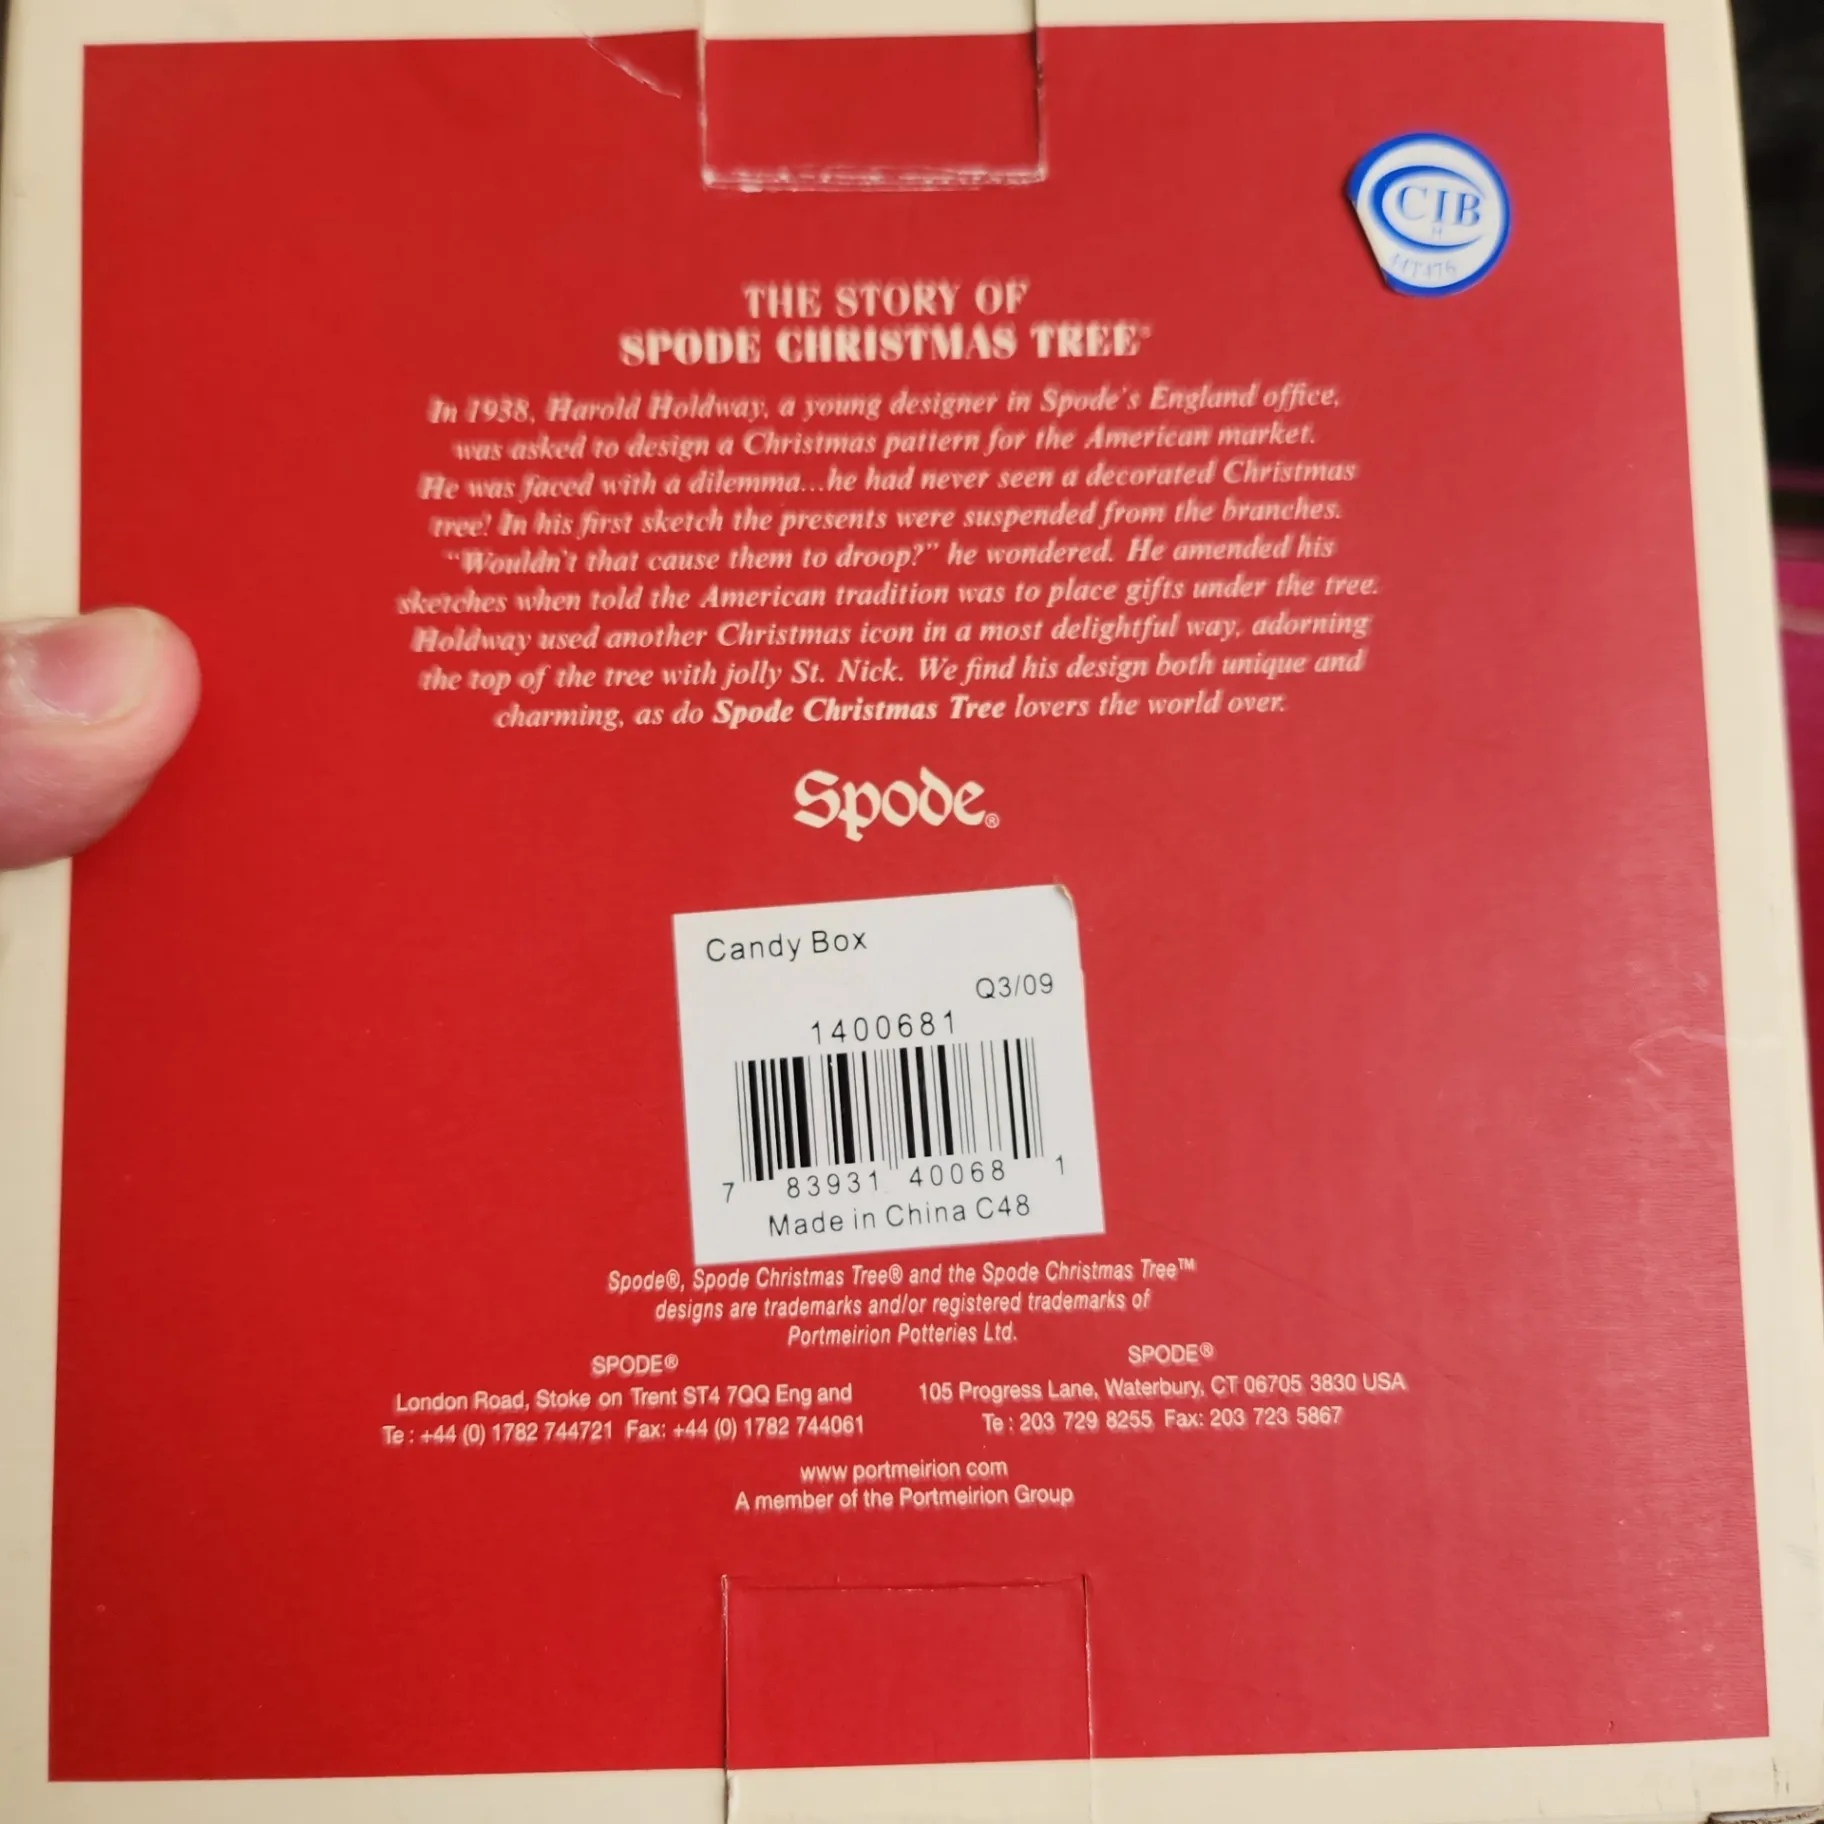 CIB
THE STORY OF
SPODE CHRISTMAS TREE®
In 1938, Harold Holdway, a young designer in Spode's England office,
was asked to design a Christmas pattern for the American market.
He was faced with a dilemma...he had never seen a decorated Christmas
tree! In his first sketch the presents were suspended from the branches.
"Wouldn't that cause them to droop?" he wondered. He amended his
sketches when told the American tradition was to place gifts under the tree.
Holdway used another Christmas icon in a most delightful way, adorning
the top of the tree with jolly St. Nick. We find his design both unique and
charming, as do Spode Christmas Tree lovers the world over.
Spode®
Candy Box
Q3/09
1400681
7 83931 40068 1
Made in China C48
Spode®, Spode Christmas Tree® and the Spode Christmas Tree™
designs are trademarks and/or registered trademarks of
Portmeirion Potteries Ltd.
SPODE®
London Road, Stoke on Trent ST4 7QQ Eng and
Te : +44 (0) 1782 744721 Fax: +44 (0) 1782 744061
SPODE®
105 Progress Lane, Waterbury, CT 06705 3830 USA
Te : 203 729 8255 Fax: 203 723 5867
www portmeirion com
A member of the Portmeirion Group